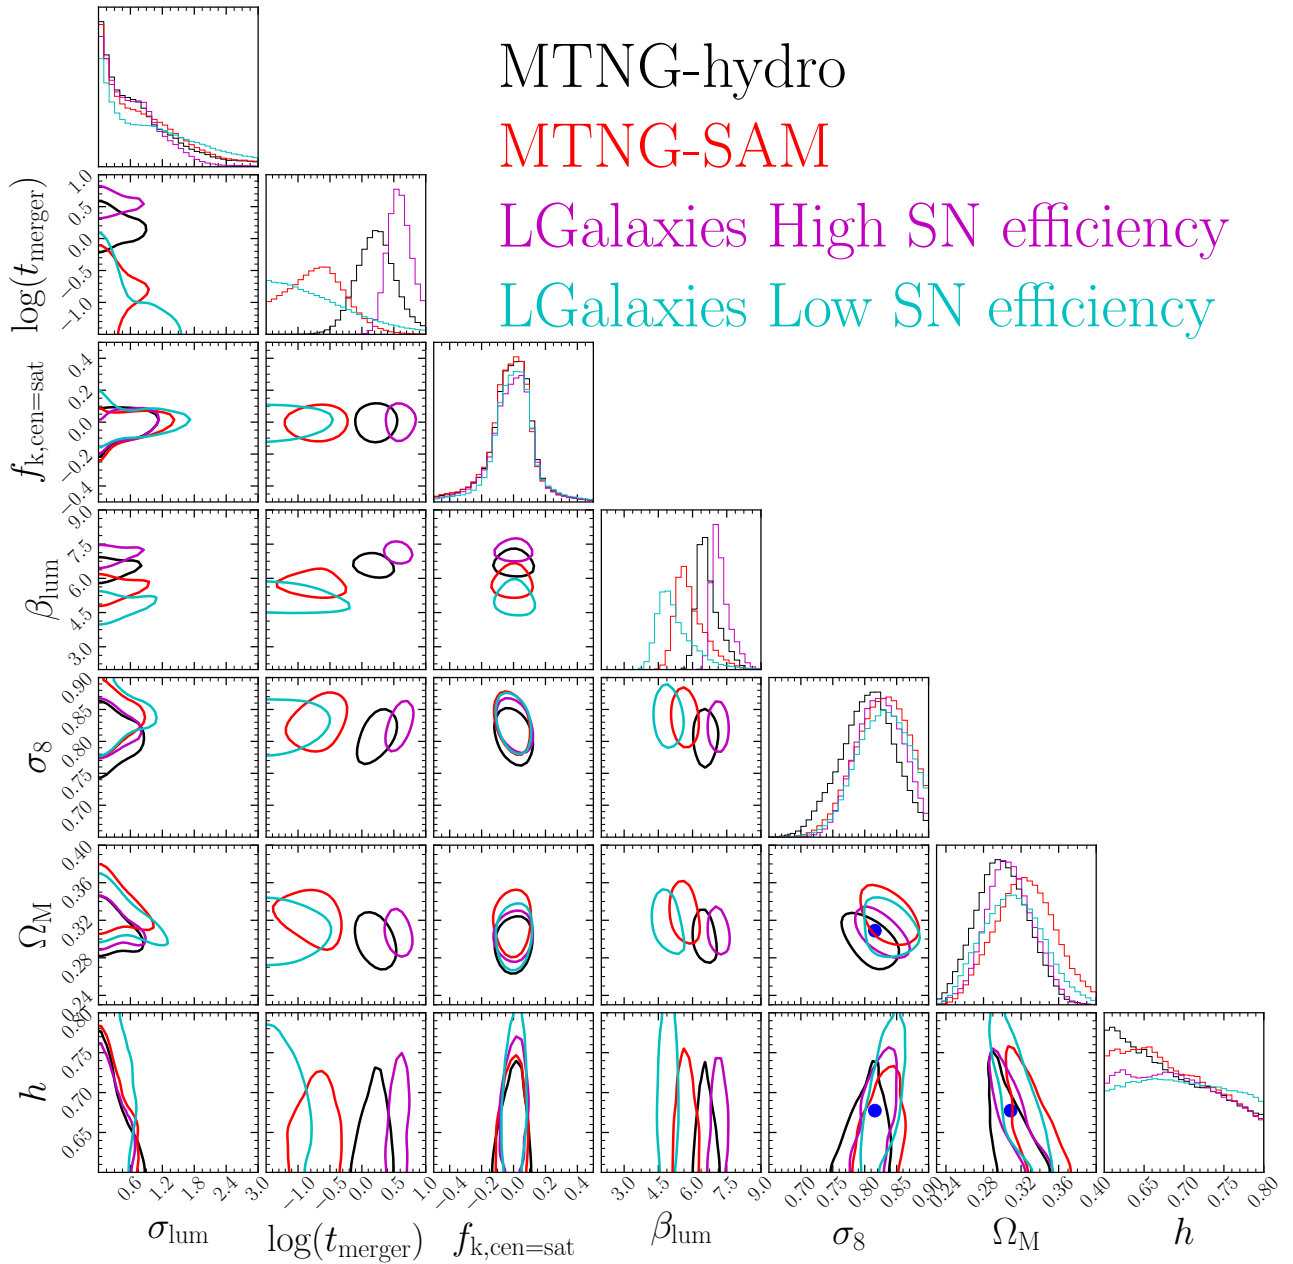 MTNG-hydro
MTNG-SAM
LGalaxies High SN efficiency
LGalaxies Low SN efficiency
log(t_merger)
1.0
0.5
0.0
−0.5
−1.0
f_k,cen=sat
0.4
0.2
0.0
−0.2
−0.4
β_lum
9.0
7.5
6.0
4.5
3.0
σ_8
0.90
0.85
0.80
0.75
0.70
Ω_M
0.40
0.36
0.32
0.28
0.24
h
0.80
0.75
0.70
0.65
0.6 1.2 1.8 2.4 3.0 −1.0 −0.5 0.0 0.5 1.0 −0.4 −0.2 0.0 0.2 0.4 3.0 4.5 6.0 7.5 9.0 0.70 0.75 0.80 0.85 0.90 0.24 0.28 0.32 0.36 0.40 0.65 0.70 0.75 0.80
σ_lum log(t_merger) f_k,cen=sat β_lum σ_8 Ω_M h